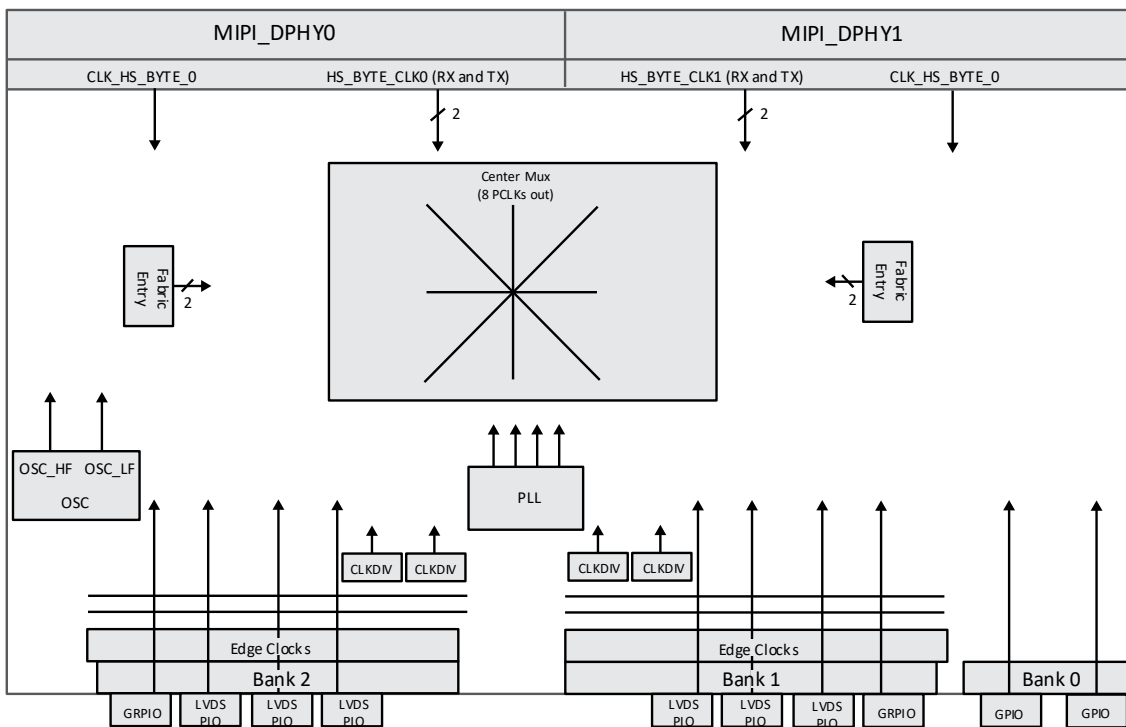 MIPI_DPHY0
MIPI_DPHY1
CLK_HS_BYTE_0
HS_BYTE_CLK0 (RX and TX)
HS_BYTE_CLK1 (RX and TX)
CLK_HS_BYTE_0
2
2
Center Mux
(8 PCLKs out)
Fabric
Entry
2
Fabric
Entry
2
OSC_HF
OSC_LF
OSC
PLL
CLKDIV
CLKDIV
CLKDIV
CLKDIV
Edge Clocks
Edge Clocks
Bank 2
Bank 1
Bank 0
GRPIO
LVDS
PIO
LVDS
PIO
LVDS
PIO
LVDS
PIO
LVDS
PIO
LVDS
PIO
GRPIO
GPIO
GPIO